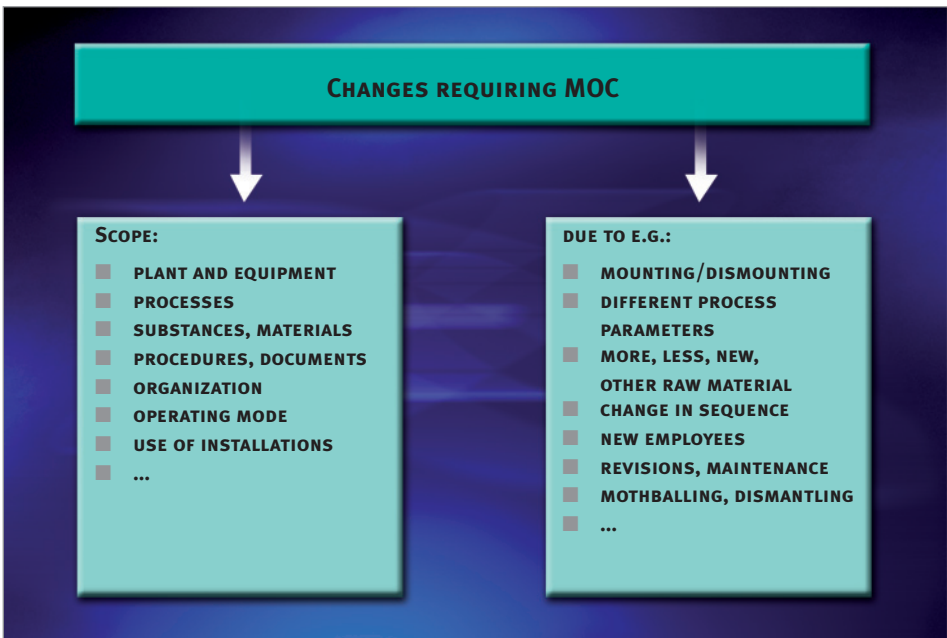 CHANGES REQUIRING MOC
SCOPE:
PLANT AND EQUIPMENT
PROCESSES
SUBSTANCES, MATERIALS
PROCEDURES, DOCUMENTS
ORGANIZATION
OPERATING MODE
USE OF INSTALLATIONS
...
DUE TO E.G.:
MOUNTING/DISMOUNTING
DIFFERENT PROCESS
PARAMETERS
MORE, LESS, NEW,
OTHER RAW MATERIAL
CHANGE IN SEQUENCE
NEW EMPLOYEES
REVISIONS, MAINTENANCE
MOTHBALLING, DISMANTLING
...